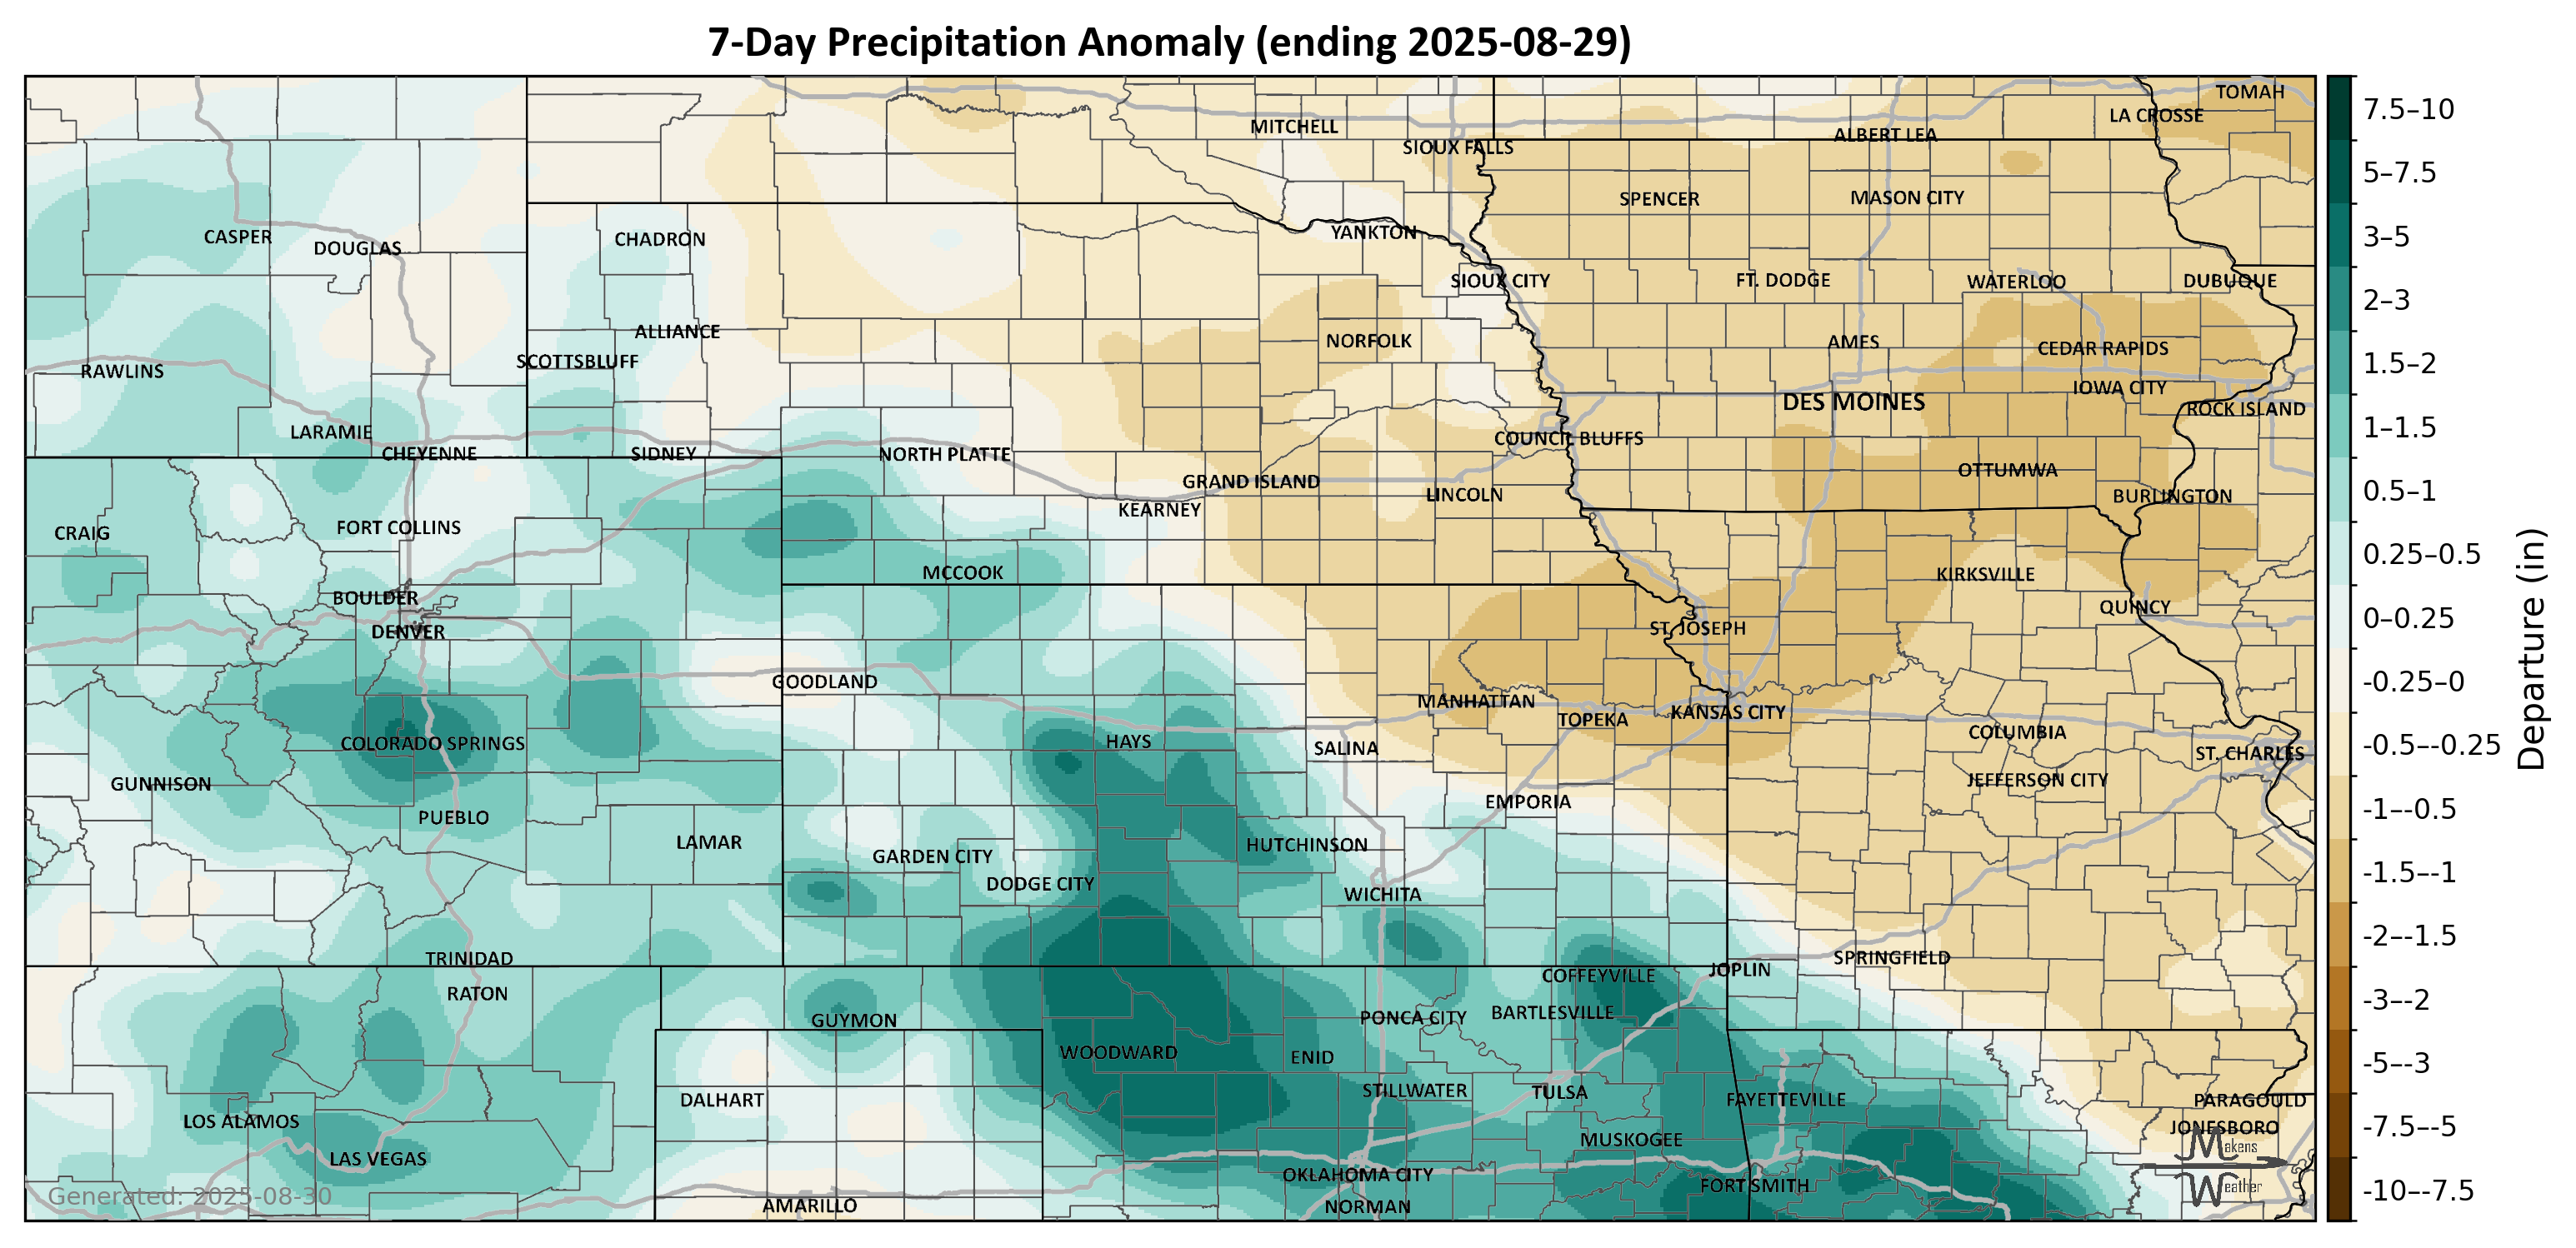 7-Day Precipitation Anomaly (ending 2025-08-29)
TOMAH
LA CROSSE
MITCHELL
ALBERT LEA
SIOUX FALLS
SPENCER
MASON CITY
CASPER
DOUGLAS
CHADRON
YANKTON
SIOUX CITY
FT. DODGE
WATERLOO
DUBUQUE
ALLIANCE
NORFOLK
AMES
CEDAR RAPIDS
SCOTTSBLUFF
RAWLINS
IOWA CITY
DES MOINES
ROCK ISLAND
LARAMIE
COUNCIL BLUFFS
CHEYENNE
SIDNEY
NORTH PLATTE
OTTUMWA
GRAND ISLAND
LINCOLN
BURLINGTON
KEARNEY
CRAIG
FORT COLLINS
MCCOOK
KIRKSVILLE
BOULDER
QUINCY
DENVER
ST. JOSEPH
GOODLAND
MANHATTAN
TOPEKA
KANSAS CITY
COLORADO SPRINGS
HAYS
SALINA
COLUMBIA
ST. CHARLES
GUNNISON
JEFFERSON CITY
EMPORIA
PUEBLO
LAMAR
GARDEN CITY
HUTCHINSON
DODGE CITY
WICHITA
TRINIDAD
SPRINGFIELD
JOPLIN
COFFEYVILLE
RATON
GUYMON
PONCA CITY
BARTLESVILLE
WOODWARD
ENID
DALHART
STILLWATER
TULSA
FAYETTEVILLE
PARAGOULD
LOS ALAMOS
JONESBORO
MUSKOGEE
LAS VEGAS
OKLAHOMA CITY
FORT SMITH
AMARILLO
NORMAN
Generated: 2025-08-30
Makens
Weather
7.5–10
5–7.5
3–5
2–3
1.5–2
1–1.5
0.5–1
0.25–0.5
0–0.25
-0.25–0
-0.5–-0.25
-1–-0.5
-1.5–-1
-2–-1.5
-3–-2
-5–-3
-7.5–-5
-10–-7.5
Departure (in)